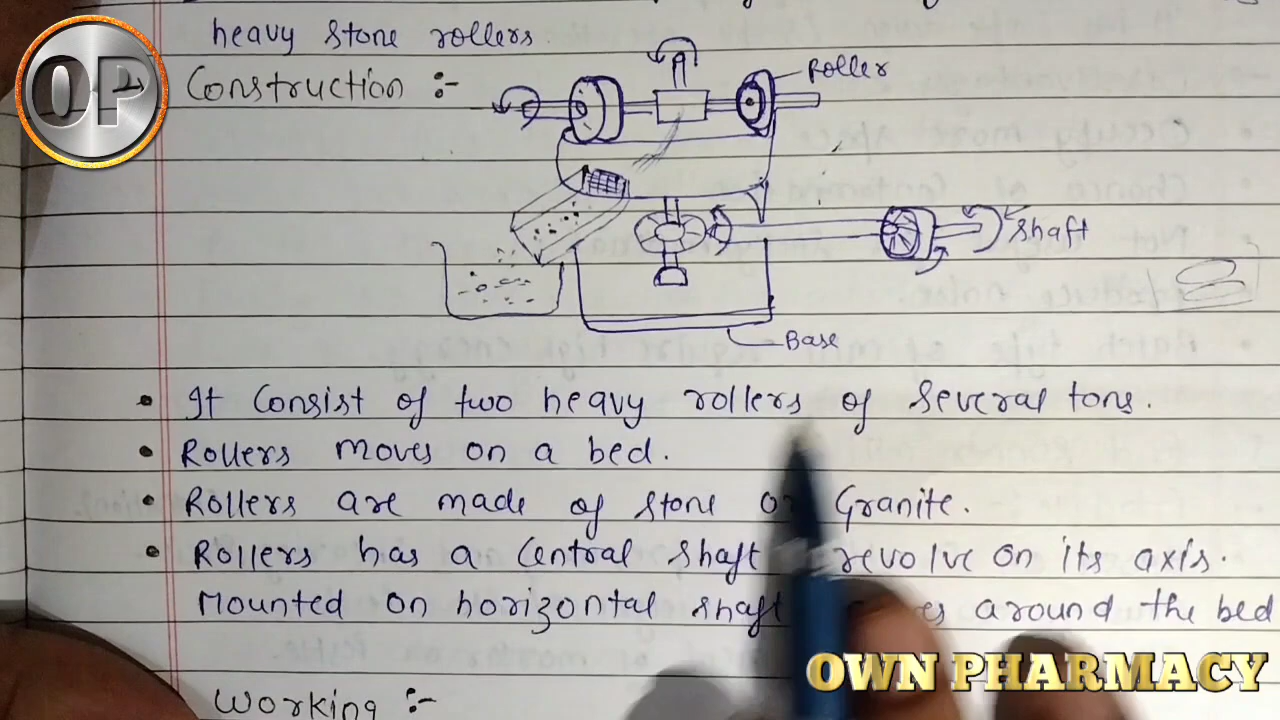 heavy stone rollers.
OP
Construction :-
Roller
Shaft
Base
• It Consist of two heavy rollers of several tons.
• Rollers moves on a bed.
• Rollers are made of stone or Granite.
• Rollers has a Central shaft revolve on its axis.
Mounted on horizontal shaft around the bed
OWN PHARMACY
Working :-